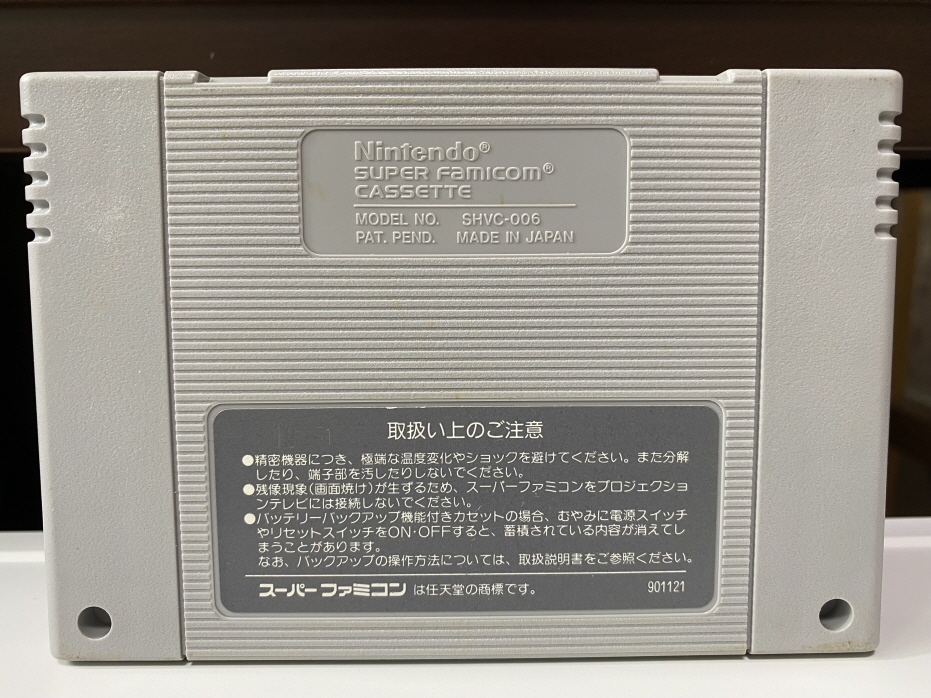 Nintendo®
SUPER FAMICOM®
CASSETTE
MODEL NO. SHVC-006
PAT. PEND. MADE IN JAPAN
取扱い上のご注意
●精密機器につき、極端な温度変化やショックを避けてください。また分解
したり、端子部を汚したりしないでください。
●残像現象(画面焼け)が生ずるため、スーパーファミコンをプロジェクショ
ンテレビには接続しないでください。
●バッテリーバックアップ機能付きカセットの場合、むやみに電源スイッチ
やリセットスイッチをON・OFFすると、蓄積されている内容が消えてし
まうことがあります。
なお、バックアップの操作方法については、取扱説明書をご参照ください。
スーパーファミコン は任天堂の商標です。 901121